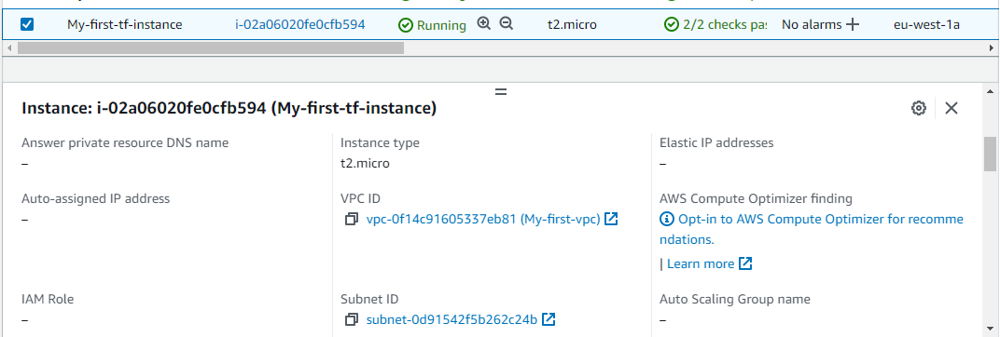 My-first-tf-instance i-02a06020fe0cfb594 Running t2.micro 2/2 checks pas No alarms + eu-west-1a
Instance: i-02a06020fe0cfb594 (My-first-tf-instance)
Answer private resource DNS name
–
Instance type
t2.micro
Elastic IP addresses
–
Auto-assigned IP address
–
VPC ID
vpc-0f14c91605337eb81 (My-first-vpc)
AWS Compute Optimizer finding
Opt-in to AWS Compute Optimizer for recomme
ndations.
| Learn more
IAM Role
–
Subnet ID
subnet-0d91542f5b262c24b
Auto Scaling Group name
–